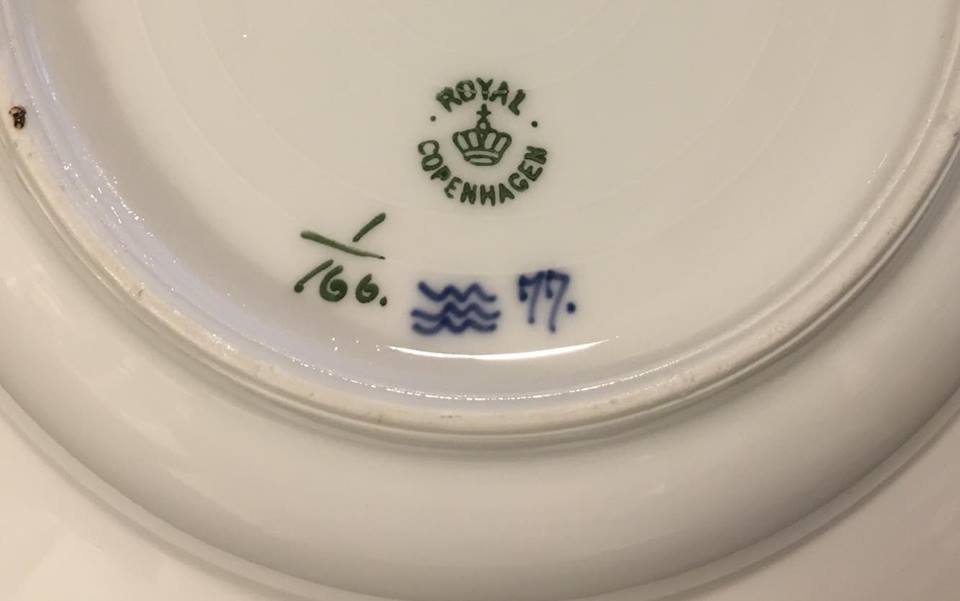 ROYAL
COPENHAGEN
1
/166.
77.